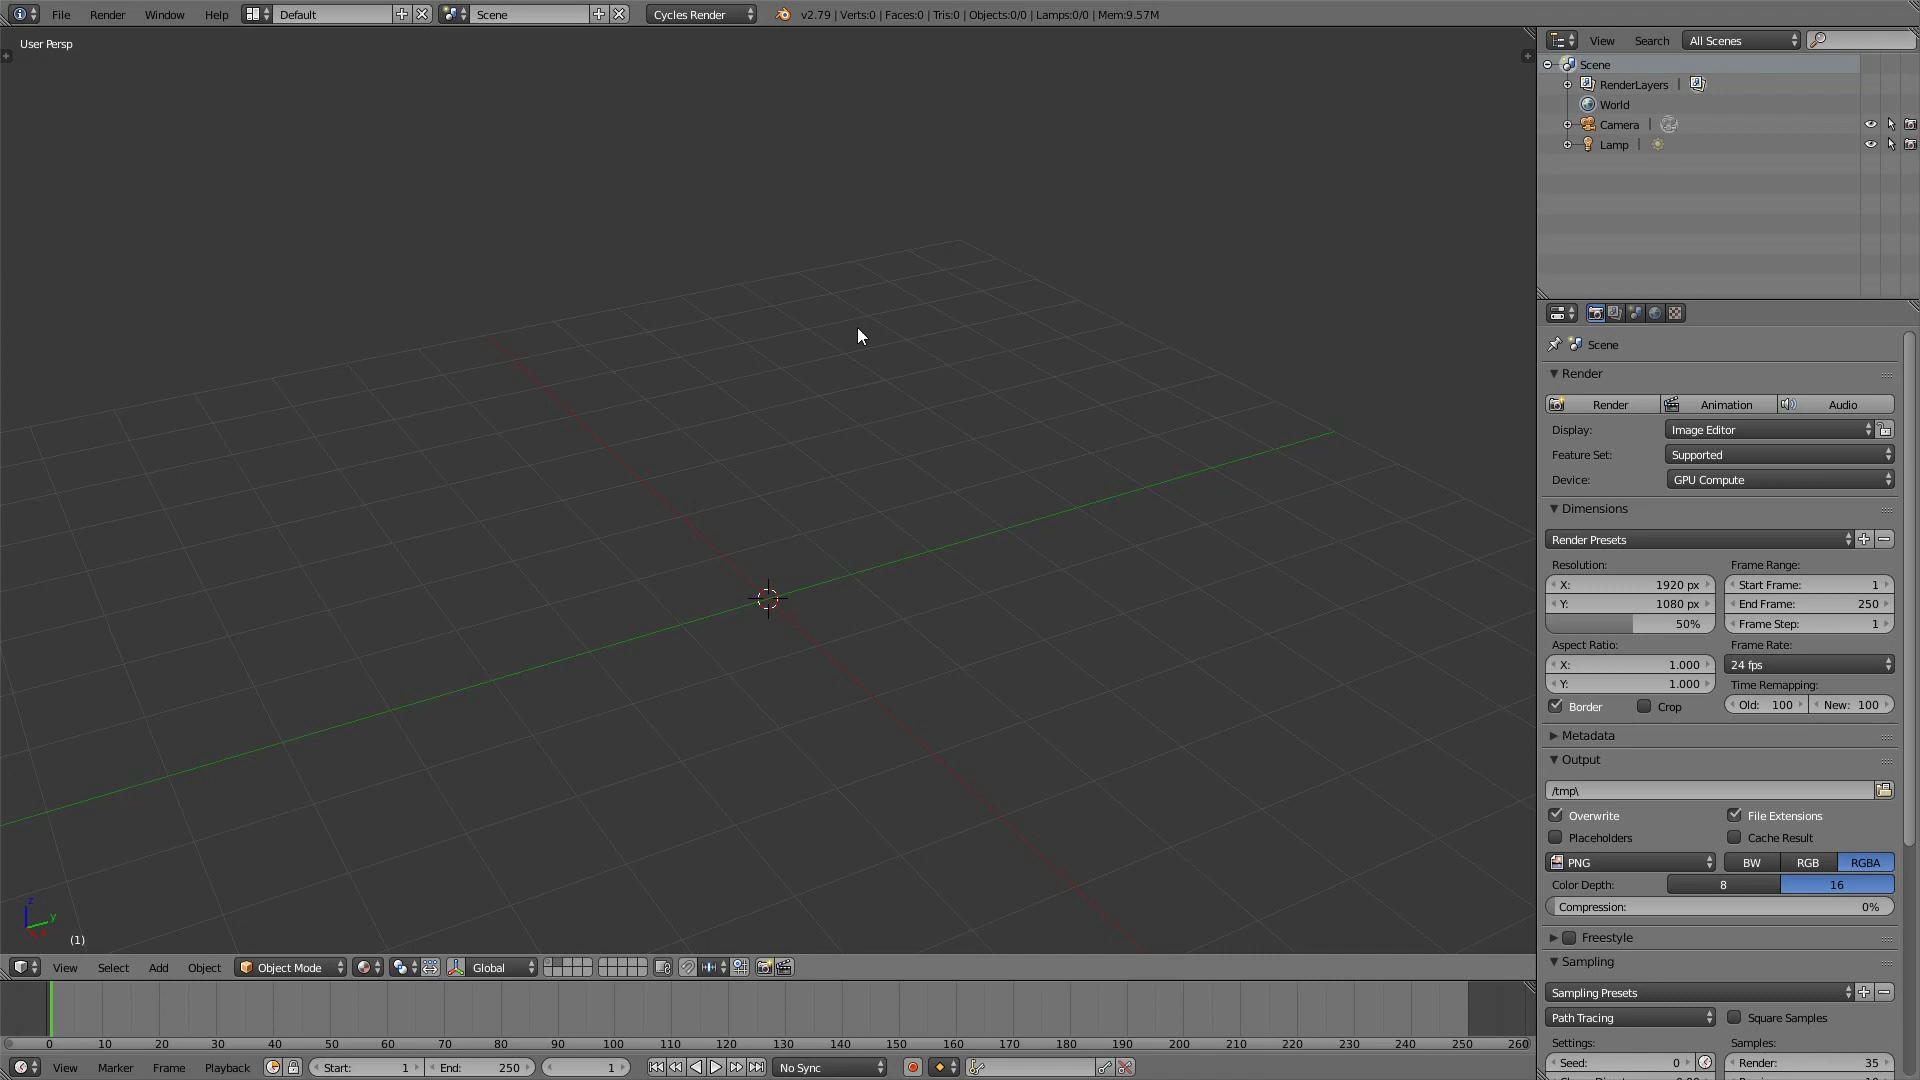 File Render Window Help Default Scene Cycles Render v2.79 | Verts:0 | Faces:0 | Tris:0 | Objects:0/0 | Lamps:0/0 | Mem:9.57M
User Persp
View Search All Scenes
Scene
RenderLayers |
World
Camera |
Lamp |
Scene
Render
Render Animation Audio
Display: Image Editor
Feature Set: Supported
Device: GPU Compute
Dimensions
Render Presets
Resolution: Frame Range:
X: 1920 px Start Frame: 1
Y: 1080 px End Frame: 250
50% Frame Step: 1
Aspect Ratio: Frame Rate:
X: 1.000 24 fps
Y: 1.000 Time Remapping:
Border Crop Old: 100 New: 100
Metadata
Output
/tmp\
Overwrite File Extensions
Placeholders Cache Result
PNG BW RGB RGBA
Color Depth: 8 16
Compression: 0%
Freestyle
Sampling
Sampling Presets
Path Tracing Square Samples
Settings: Samples:
Seed: 0 Render: 35
z
y
(1)
View Select Add Object Object Mode Global
0 10 20 30 40 50 60 70 80 90 100 110 120 130 140 150 160 170 180 190 200 210 220 230 240 250 260
View Marker Frame Playback Start: 1 End: 250 1 No Sync